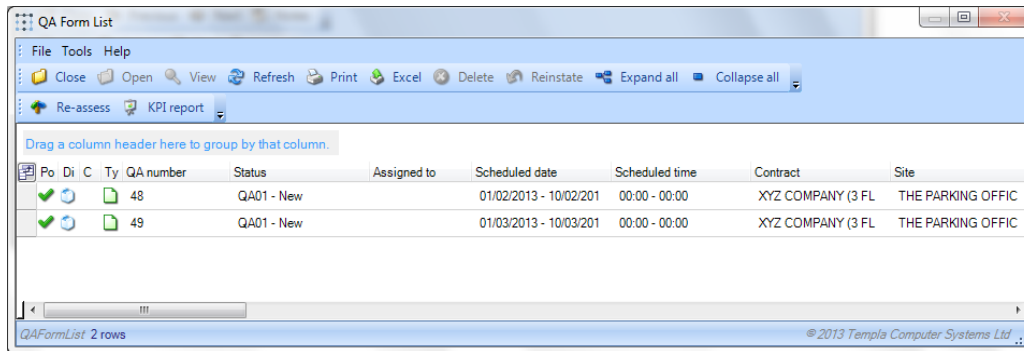 QA Form List
File Tools Help
Close Open View Refresh Print Excel Delete Reinstate Expand all Collapse all
Re-assess KPI report
Drag a column header here to group by that column.
Po Di C Ty QA number Status Assigned to Scheduled date Scheduled time Contract Site
48 QA01 - New 01/02/2013 - 10/02/201 00:00 - 00:00 XYZ COMPANY (3 FL THE PARKING OFFIC
49 QA01 - New 01/03/2013 - 10/03/201 00:00 - 00:00 XYZ COMPANY (3 FL THE PARKING OFFIC
QAFormList 2 rows © 2013 Templa Computer Systems Ltd